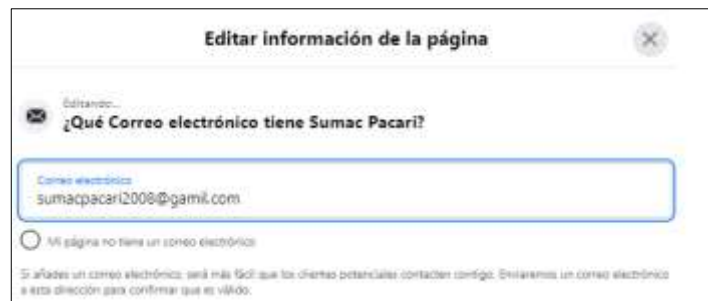 Editar información de la página
Editando...
¿Qué Correo electrónico tiene Sumac Pacari?
Correo electrónico
sumacpacari2008@gamil.com
Mi página no tiene un correo electrónico
Si añades un correo electrónico, será más fácil que los clientes potenciales contacten contigo. Enviaremos un correo electrónico
a esta dirección para confirmar que es válido.